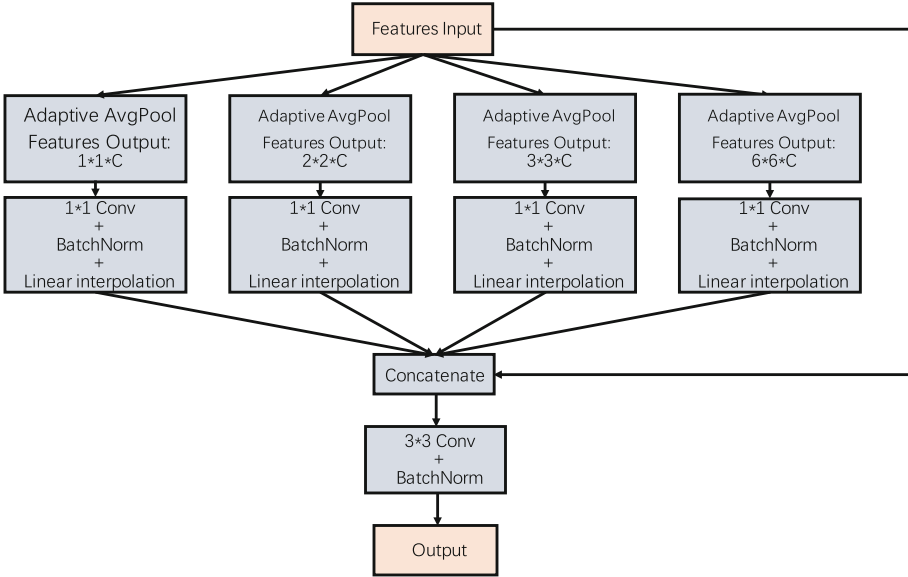 Features Input
Adaptive AvgPool
Features Output:
1*1*C
Adaptive AvgPool
Features Output:
2*2*C
Adaptive AvgPool
Features Output:
3*3*C
Adaptive AvgPool
Features Output:
6*6*C
1*1 Conv
+
BatchNorm
+
Linear interpolation
1*1 Conv
+
BatchNorm
+
Linear interpolation
1*1 Conv
+
BatchNorm
+
Linear interpolation
1*1 Conv
+
BatchNorm
+
Linear interpolation
Concatenate
3*3 Conv
+
BatchNorm
Output